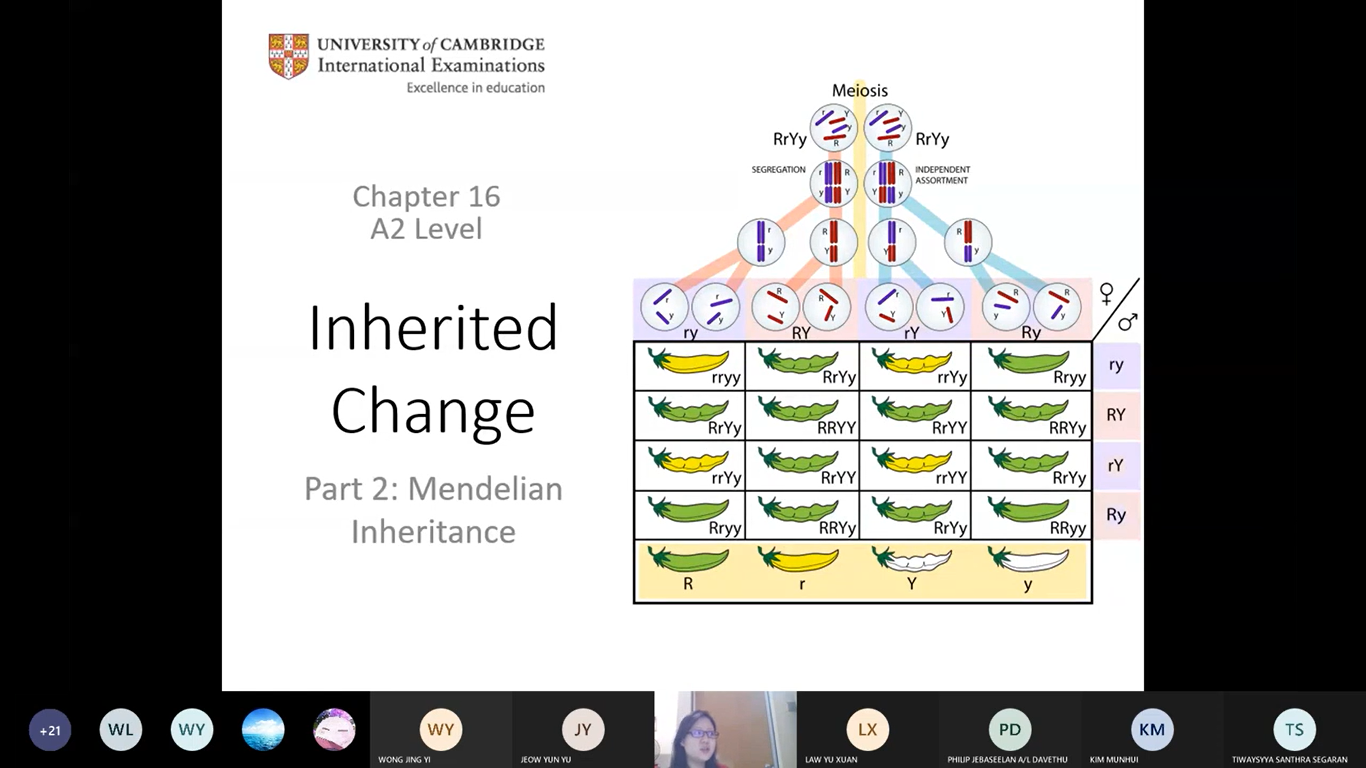 UNIVERSITY of CAMBRIDGE
International Examinations
Excellence in education
Chapter 16
A2 Level
Inherited
Change
Part 2: Mendelian
Inheritance
Meiosis
r Y y R
r Y y R
RrYy RrYy
SEGREGATION
INDEPENDENT
ASSORTMENT
r R y Y
r R Y y
r y
R Y
r Y
R y
r y r y
R Y R Y
r Y r Y
R y R y
♀ / ♂
ry RY rY Ry
rryy RrYy rrYy Rryy ry
RrYy RRYY RrYY RRYy RY
rrYy RrYY rrYY RrYy rY
Rryy RRYy RrYy RRyy Ry
R r Y y
+21
WL
WY
WY
WONG JING YI
JY
JEOW YUN YU
LX
LAW YU XUAN
PD
PHILIP JEBASEELAN A/L DAVETHU
KM
KIM MUNHUI
TS
TIWAYSYYA SANTHRA SEGARAN